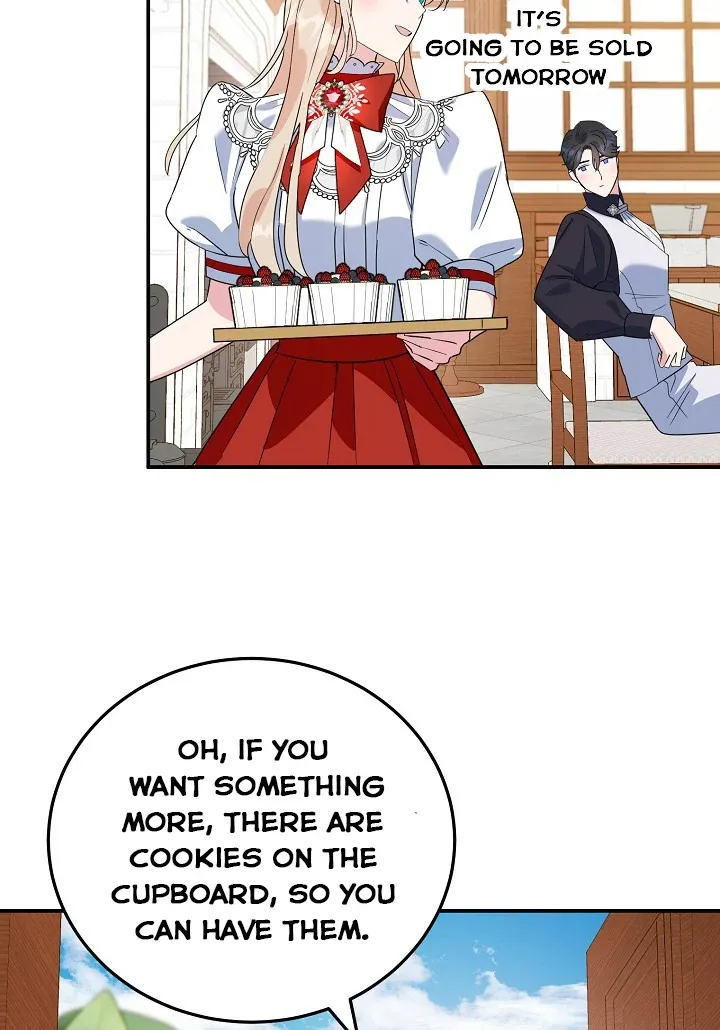 IT'S
GOING TO BE SOLD
TOMORROW
OH, IF YOU
WANT SOMETHING
MORE, THERE ARE
COOKIES ON THE
CUPBOARD, SO YOU
CAN HAVE THEM.